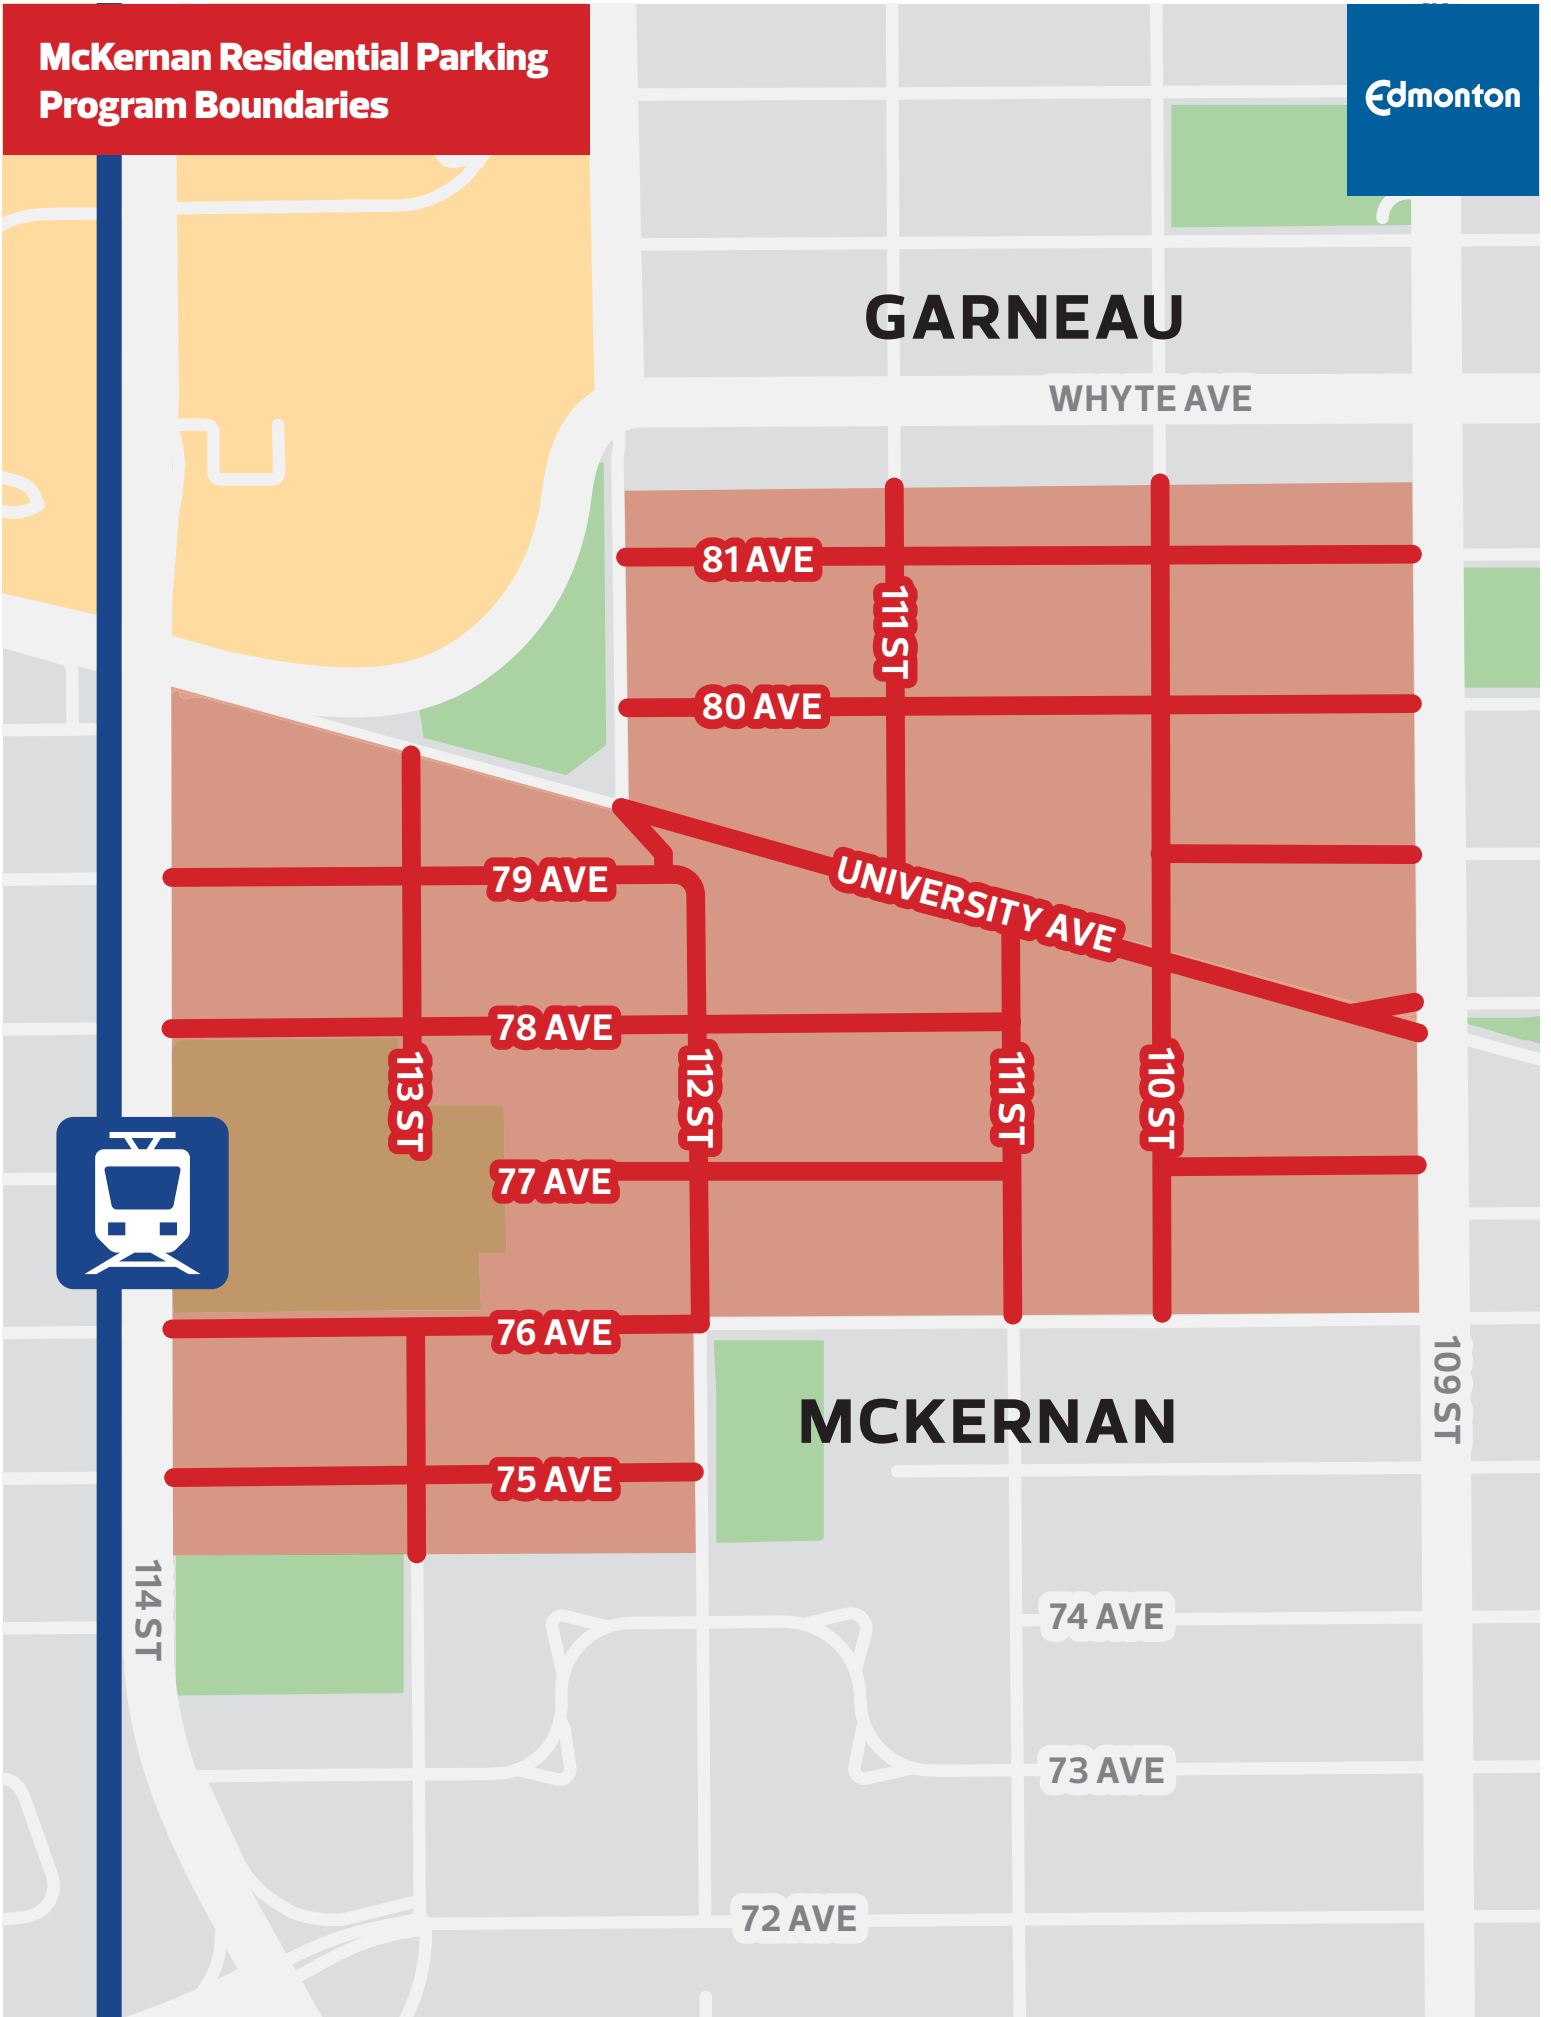 McKernan Residential Parking
Program Boundaries
Edmonton
GARNEAU
WHYTE AVE
81 AVE
111 ST
80 AVE
79 AVE
UNIVERSITY AVE
78 AVE
113 ST
112 ST
111 ST
110 ST
77 AVE
76 AVE
109 ST
MCKERNAN
75 AVE
114 ST
74 AVE
73 AVE
72 AVE